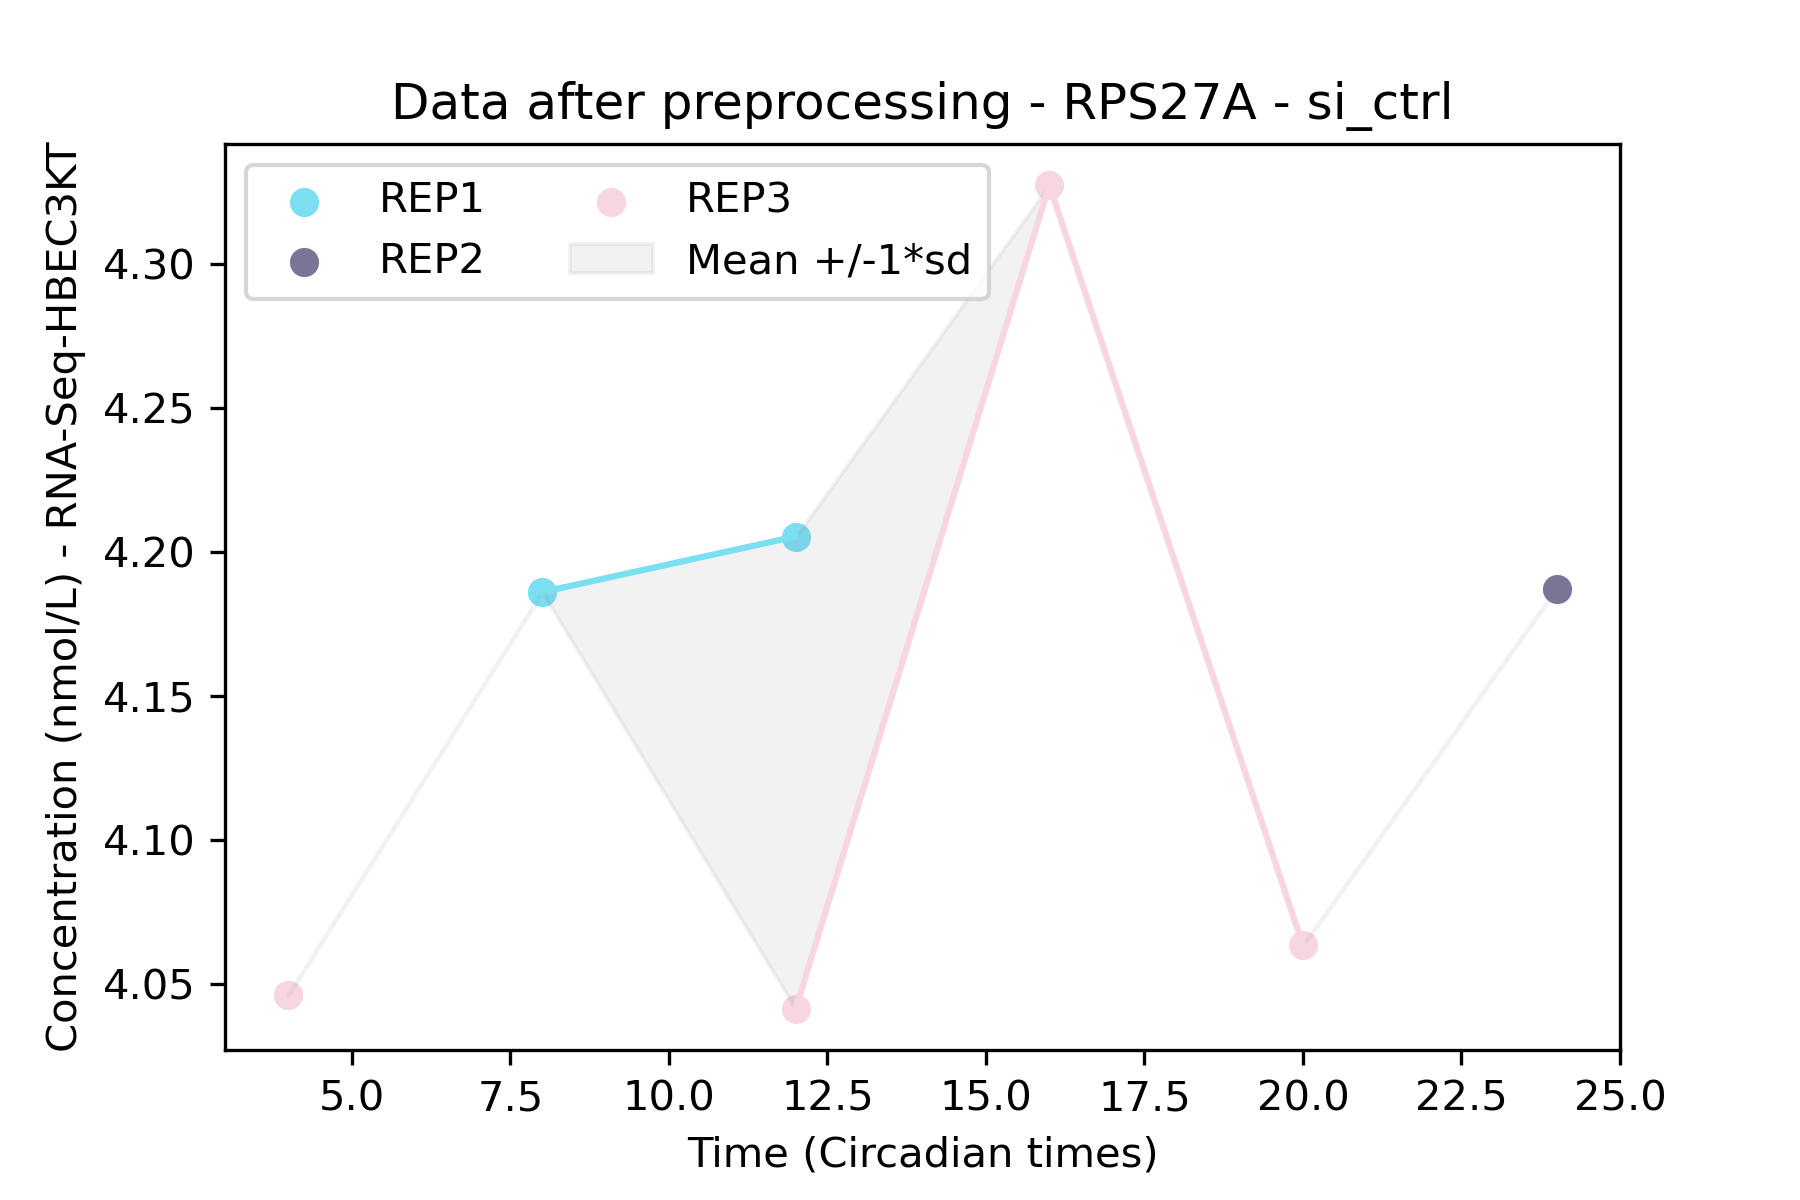 Data after preprocessing - RPS27A - si_ctrl
REP1
REP2
REP3
Mean +/-1*sd
Concentration (nmol/L) - RNA-Seq-HBEC3KT
4.30
4.25
4.20
4.15
4.10
4.05
5.0 7.5 10.0 12.5 15.0 17.5 20.0 22.5 25.0
Time (Circadian times)